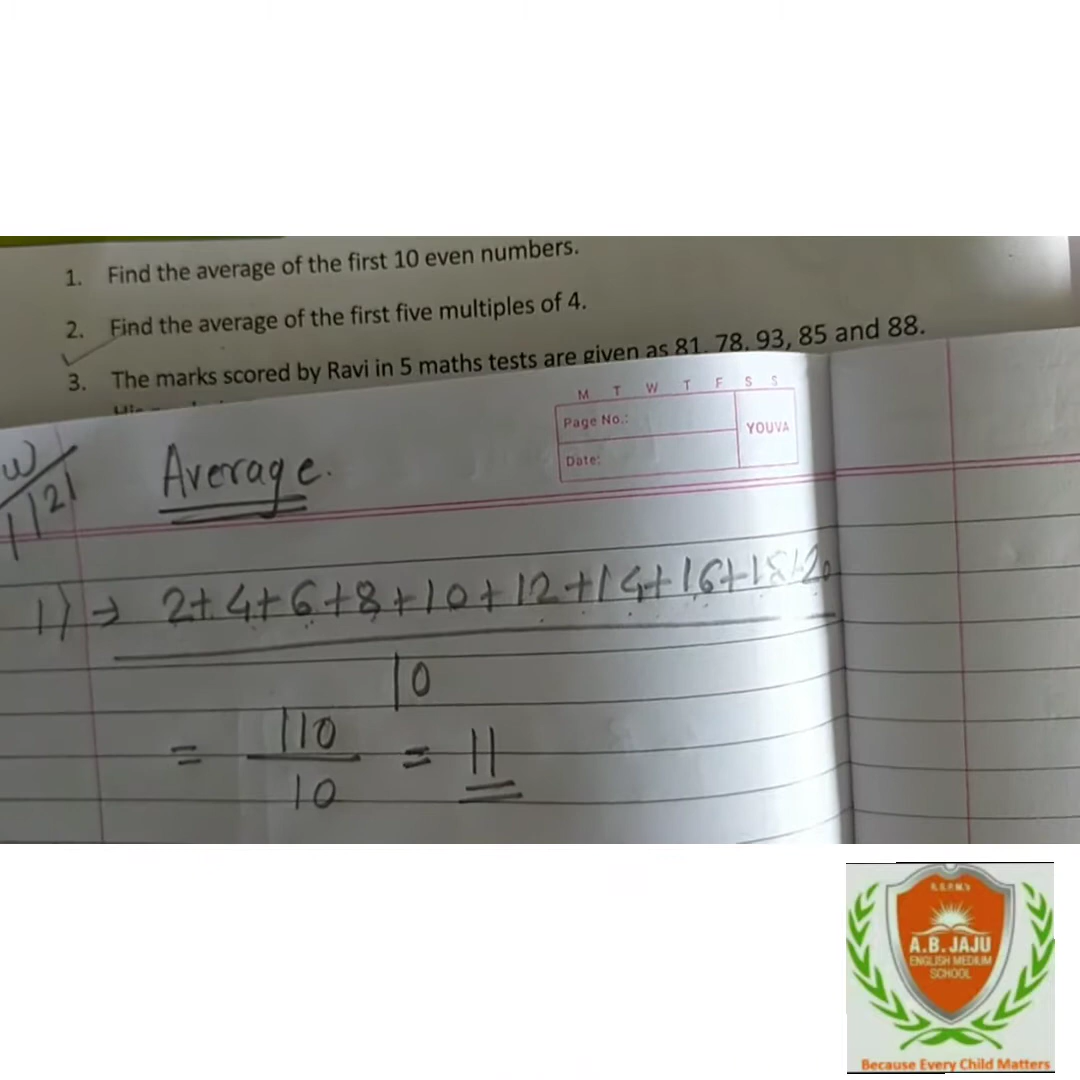 1. Find the average of the first 10 even numbers.
2. Find the average of the first five multiples of 4.
3. The marks scored by Ravi in 5 maths tests are given as 81, 78, 93, 85 and 88.
M T W T F S S
Page No.:
YOUVA
Date:
Average.
1) → 2+4+6+8+10+12+14+16+18+20
10
= 110
10
= 11
A.B. JAJU
ENGLISH MEDIUM
SCHOOL
Because Every Child Matters